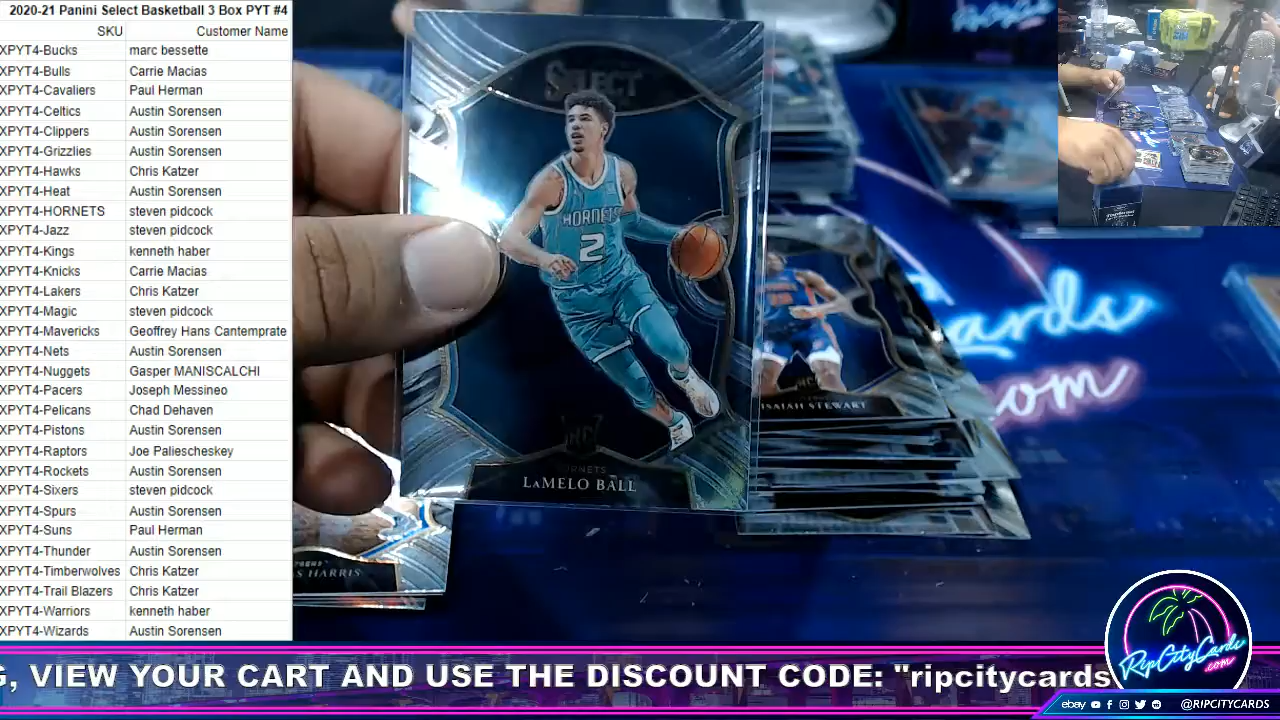 2020-21 Panini Select Basketball 3 Box PYT #4
SKU Customer Name
XPYT4-Bucks marc bessette
XPYT4-Bulls Carrie Macias
XPYT4-Cavaliers Paul Herman
XPYT4-Celtics Austin Sorensen
XPYT4-Clippers Austin Sorensen
XPYT4-Grizzlies Austin Sorensen
XPYT4-Hawks Chris Katzer
XPYT4-Heat Austin Sorensen
XPYT4-HORNETS steven pidcock
XPYT4-Jazz steven pidcock
XPYT4-Kings kenneth haber
XPYT4-Knicks Carrie Macias
XPYT4-Lakers Chris Katzer
XPYT4-Magic steven pidcock
XPYT4-Mavericks Geoffrey Hans Cantemprate
XPYT4-Nets Austin Sorensen
XPYT4-Nuggets Gasper MANISCALCHI
XPYT4-Pacers Joseph Messineo
XPYT4-Pelicans Chad Dehaven
XPYT4-Pistons Austin Sorensen
XPYT4-Raptors Joe Paliescheskey
XPYT4-Rockets Austin Sorensen
XPYT4-Sixers steven pidcock
XPYT4-Spurs Austin Sorensen
XPYT4-Suns Paul Herman
XPYT4-Thunder Austin Sorensen
XPYT4-Timberwolves Chris Katzer
XPYT4-Trail Blazers Chris Katzer
XPYT4-Warriors kenneth haber
XPYT4-Wizards Austin Sorensen
SELECT
HORNETS
2
RC
HORNETS
LAMELO BALL
ISAIAH STEWART
S HARRIS
ards
.com
G, VIEW YOUR CART AND USE THE DISCOUNT CODE: "ripcitycards
RipCityCards
.com
ebay @RIPCITYCARDS